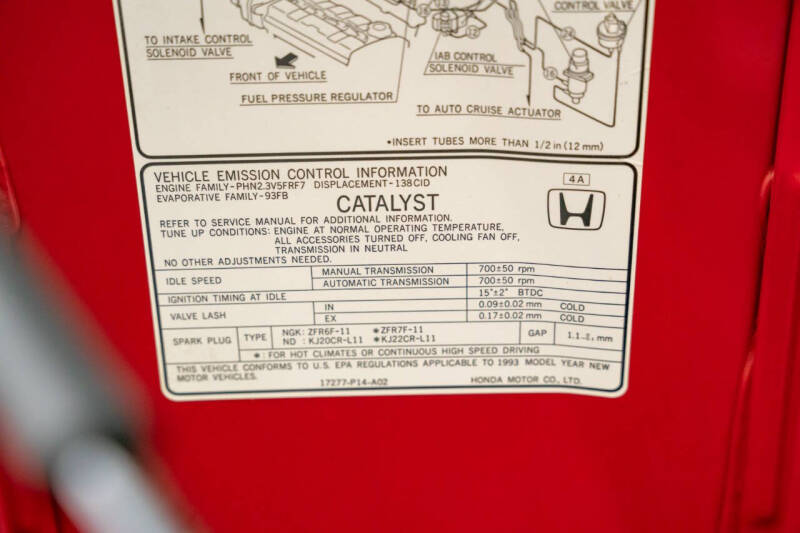 CONTROL VALVE
TO INTAKE CONTROL
SOLENOID VALVE
IAB CONTROL
SOLENOID VALVE
FRONT OF VEHICLE
FUEL PRESSURE REGULATOR
TO AUTO CRUISE ACTUATOR
•INSERT TUBES MORE THAN 1/2 in (12 mm)
VEHICLE EMISSION CONTROL INFORMATION
ENGINE FAMILY-PHN2.3V5FRF7 DISPLACEMENT-138CID
EVAPORATIVE FAMILY-93FB
4A
CATALYST
REFER TO SERVICE MANUAL FOR ADDITIONAL INFORMATION.
TUNE UP CONDITIONS: ENGINE AT NORMAL OPERATING TEMPERATURE,
ALL ACCESSORIES TURNED OFF, COOLING FAN OFF,
TRANSMISSION IN NEUTRAL
NO OTHER ADJUSTMENTS NEEDED.
IDLE SPEED MANUAL TRANSMISSION 700±50 rpm
AUTOMATIC TRANSMISSION 700±50 rpm
IGNITION TIMING AT IDLE 15°±2° BTDC
VALVE LASH IN 0.09±0.02 mm COLD
EX 0.17±0.02 mm COLD
SPARK PLUG TYPE NGK: ZFR6F-11 *ZFR7F-11 GAP 1.1 mm
ND : KJ20CR-L11 *KJ22CR-L11
* : FOR HOT CLIMATES OR CONTINUOUS HIGH SPEED DRIVING
THIS VEHICLE CONFORMS TO U.S. EPA REGULATIONS APPLICABLE TO 1993 MODEL YEAR NEW
MOTOR VEHICLES.
17277-P14-A02 HONDA MOTOR CO., LTD.